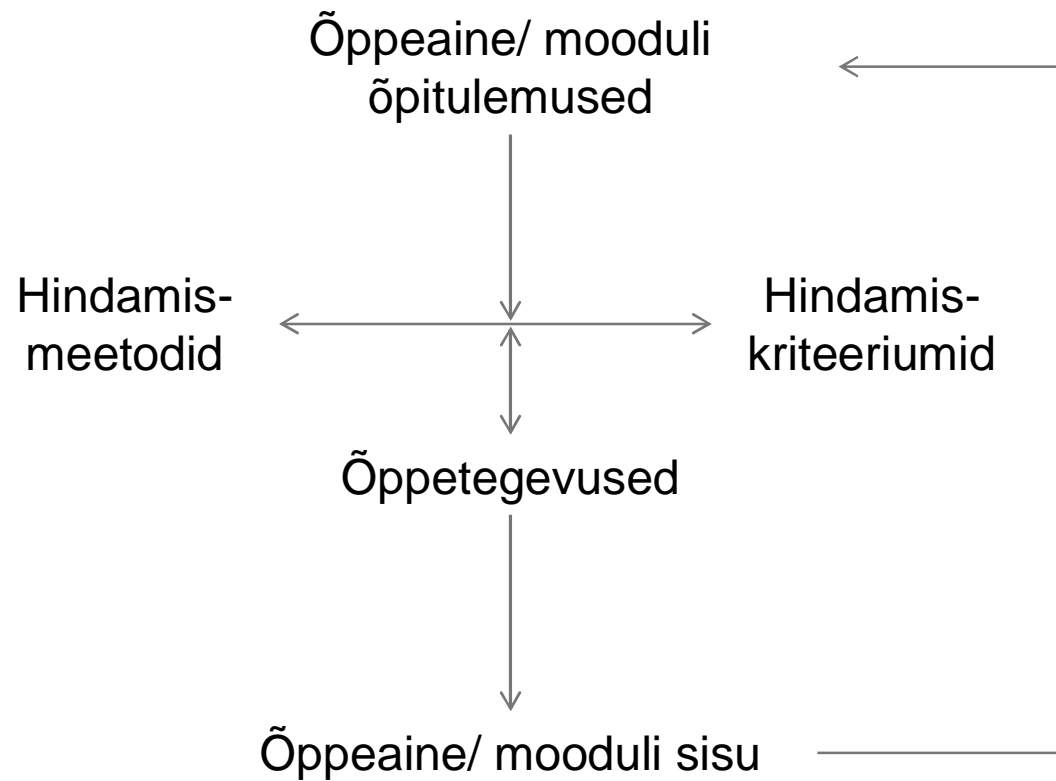 Õppeaine/ mooduli
õpitulemused
Hindamis-
meetodid
Hindamis-
kriteeriumid
Õppetegevused
Õppeaine/ mooduli sisu